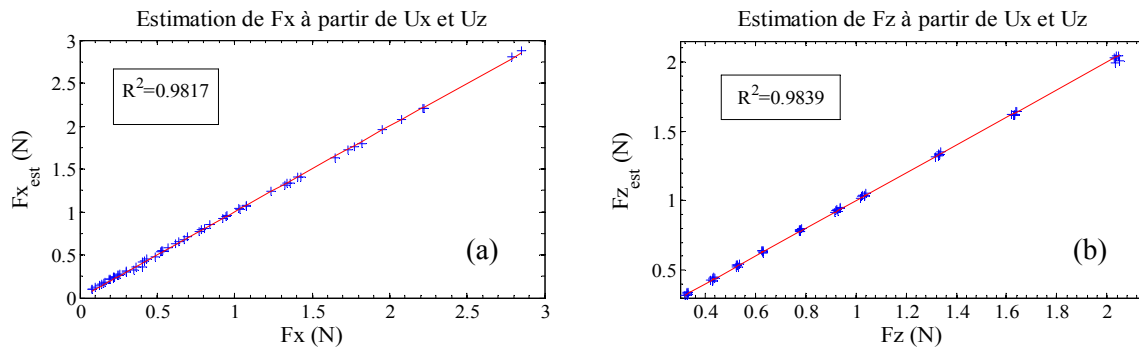 Estimation de Fx à partir de Ux et Uz
3
2.5
2
1.5
1
0.5
0
R²=0.9817
(a)
0 0.5 1 1.5 2 2.5 3
Fx (N)
Fx_est (N)
Estimation de Fz à partir de Ux et Uz
2
1.5
1
0.5
R²=0.9839
(b)
0.4 0.6 0.8 1 1.2 1.4 1.6 1.8 2
Fz (N)
Fz_est (N)